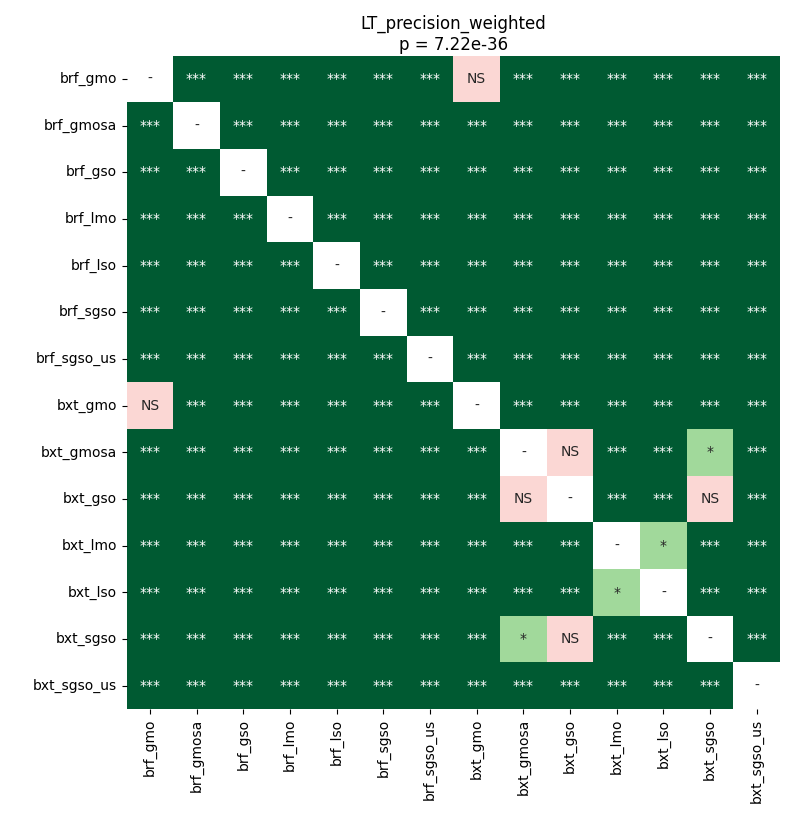 LT_precision_weighted
p = 7.22e-36
brf_gmo - *** *** *** *** *** *** NS *** *** *** *** *** ***
brf_gmosa *** - *** *** *** *** *** *** *** *** *** *** *** ***
brf_gso *** *** - *** *** *** *** *** *** *** *** *** *** ***
brf_lmo *** *** *** - *** *** *** *** *** *** *** *** *** ***
brf_lso *** *** *** *** - *** *** *** *** *** *** *** *** ***
brf_sgso *** *** *** *** *** - *** *** *** *** *** *** *** ***
brf_sgso_us *** *** *** *** *** *** - *** *** *** *** *** *** ***
bxt_gmo NS *** *** *** *** *** *** - *** *** *** *** *** ***
bxt_gmosa *** *** *** *** *** *** *** *** - NS *** *** * ***
bxt_gso *** *** *** *** *** *** *** *** NS - *** *** NS ***
bxt_lmo *** *** *** *** *** *** *** *** *** *** - * *** ***
bxt_lso *** *** *** *** *** *** *** *** *** *** * - *** ***
bxt_sgso *** *** *** *** *** *** *** *** * NS *** *** - ***
bxt_sgso_us *** *** *** *** *** *** *** *** *** *** *** *** *** -
brf_gmo brf_gmosa brf_gso brf_lmo brf_lso brf_sgso brf_sgso_us bxt_gmo bxt_gmosa bxt_gso bxt_lmo bxt_lso bxt_sgso bxt_sgso_us